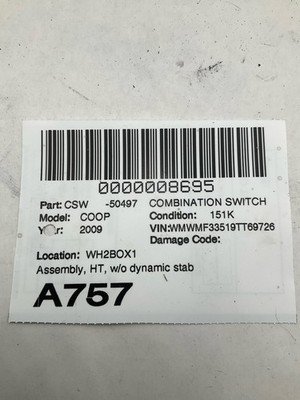 0000008695
Part: CSW -50497 COMBINATION SWITCH
Model: COOP Condition: 151K
Year: 2009 VIN:WMWMF33519TT69726
Damage Code:
Location: WH2BOX1
Assembly, HT, w/o dynamic stab
A757